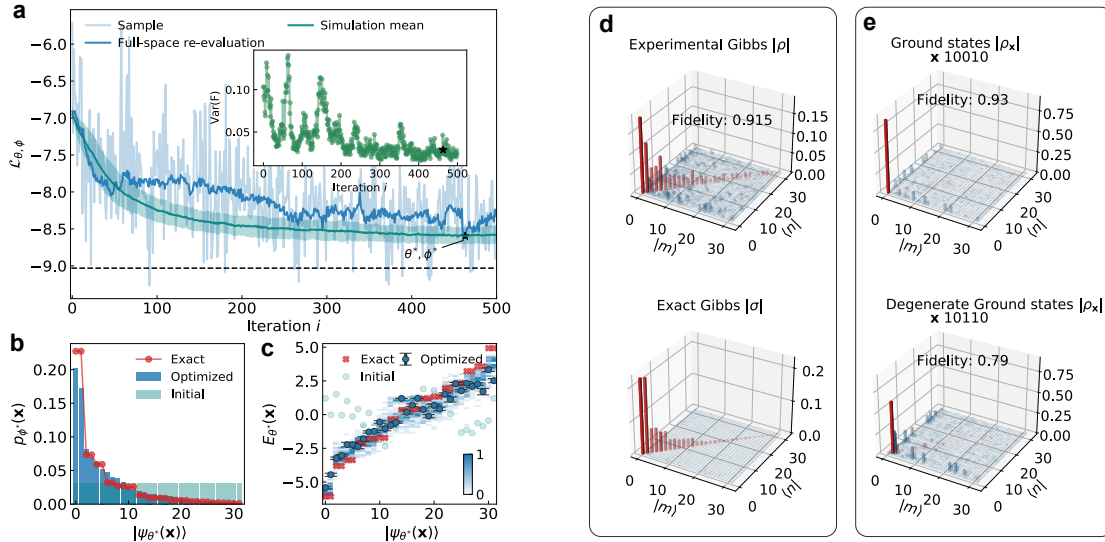 a
Sample
Full-space re-evaluation
Simulation mean
−6.0
−6.5
−7.0
−7.5
−8.0
−8.5
−9.0
ℒθ, ϕ
0
100
200
300
400
500
Iteration i
θ*, ϕ*
Var(F)
0.10
0.05
0
100
200
300
400
500
Iteration i
b
Exact
Optimized
Initial
0.20
0.15
0.10
0.05
0.00
pϕ*(x)
0
10
20
30
|ψθ*(x)⟩
c
Exact
Optimized
Initial
5.0
2.5
0.0
−2.5
−5.0
Eθ*(x)
1
0
0
10
20
30
|ψθ*(x)⟩
d
Experimental Gibbs |ρ|
Fidelity: 0.915
0.15
0.10
0.05
0.00
0
10
20
30
|m⟩
0
10
20
30
⟨n|
Exact Gibbs |σ|
0.2
0.1
0.0
0
10
20
30
|m⟩
0
10
20
30
⟨n|
e
Ground states |ρx|
x 10010
Fidelity: 0.93
0.75
0.50
0.25
0.00
0
10
20
30
|m⟩
0
10
20
30
⟨n|
Degenerate Ground states |ρx|
x 10110
Fidelity: 0.79
0.75
0.50
0.25
0.00
0
10
20
30
|m⟩
0
10
20
30
⟨n|